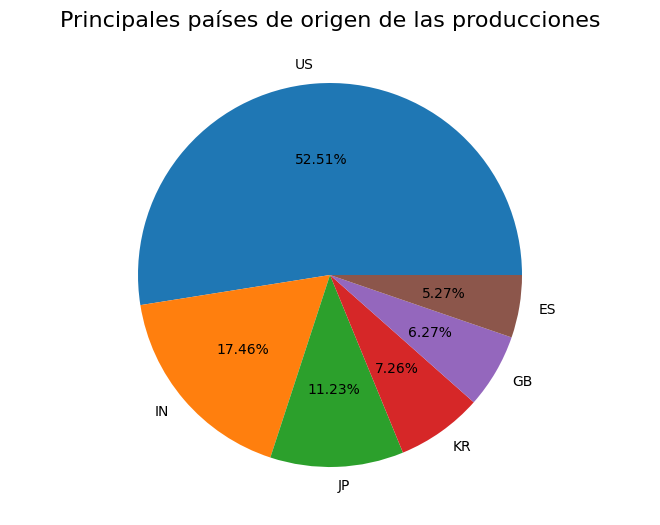 Principales países de origen de las producciones
US
52.51%
5.27%
ES
6.27%
17.46%
7.26%
GB
11.23%
IN
KR
JP